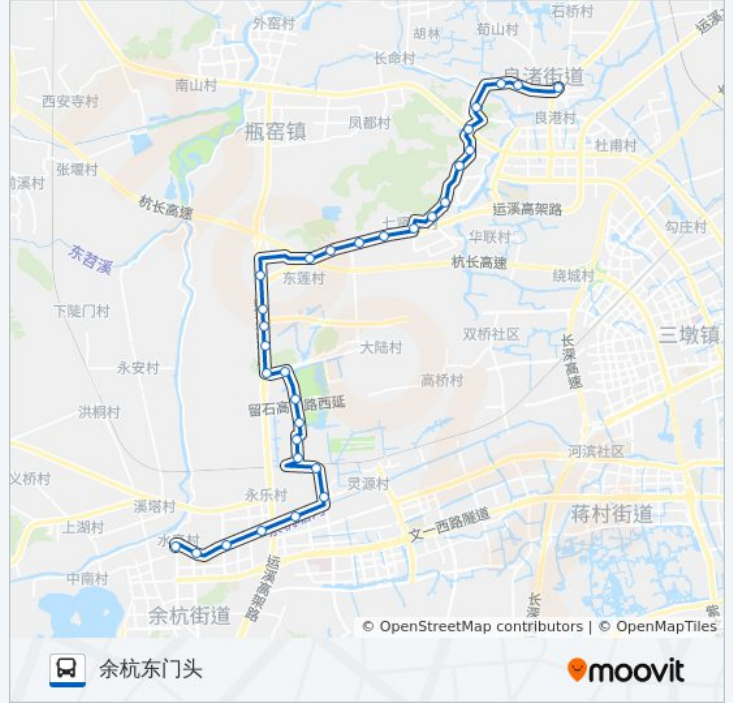 石桥村
外窑村
荀山村
胡林
运溪
长命村
良渚街道
南山村
西安寺村
良港村
凤都村
瓶窑镇
杜甫村
张堰村
前溪村
杭长高速
运溪高架路
七贤村
勾庄村
华联村
东苕溪
杭长高速
绕城村
东莲村
下陡门村
双桥社区
三墩镇
大陆村
长深高速
永安村
高桥村
留石高架路西延
洪桐村
河滨社区
义桥村
灵源村
永乐村
溪塔村
蒋村街道
上湖村
文一西路隧道
中南村
运溪高架路
余杭街道
长深
紫
© OpenStreetMap contributors | © OpenMapTiles
余杭东门头
moovit